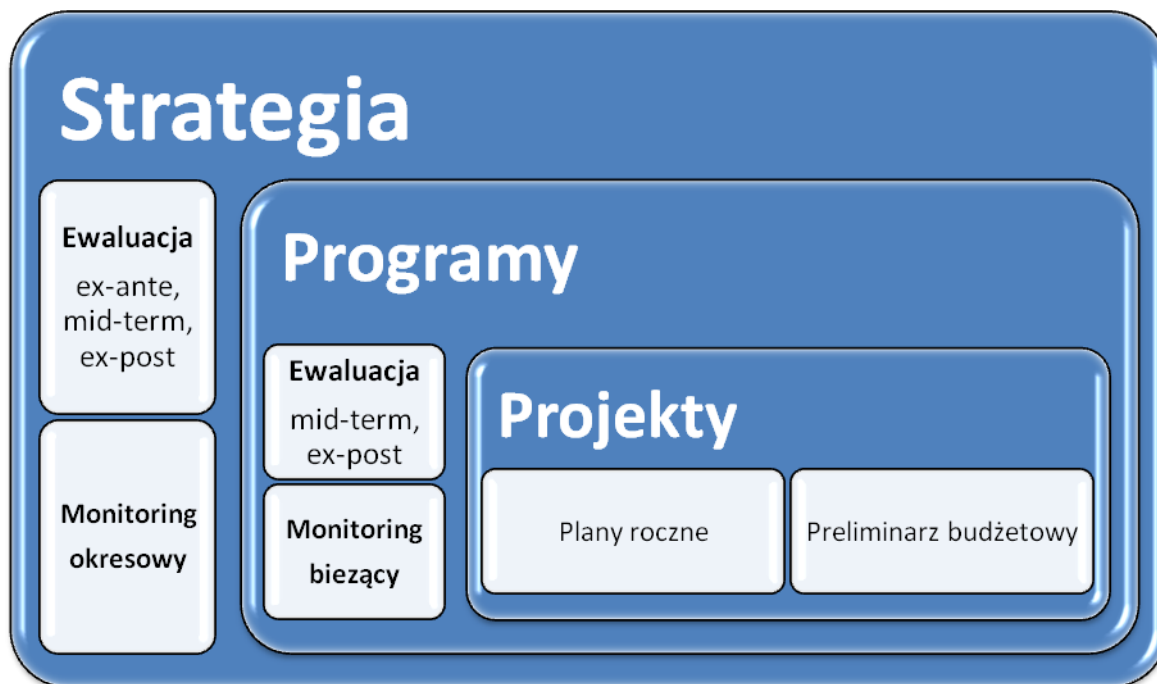 Strategia
Ewaluacja
ex-ante,
mid-term,
ex-post
Monitoring
okresowy
Programy
Ewaluacja
mid-term,
ex-post
Monitoring
biezący
Projekty
Plany roczne
Preliminarz budżetowy